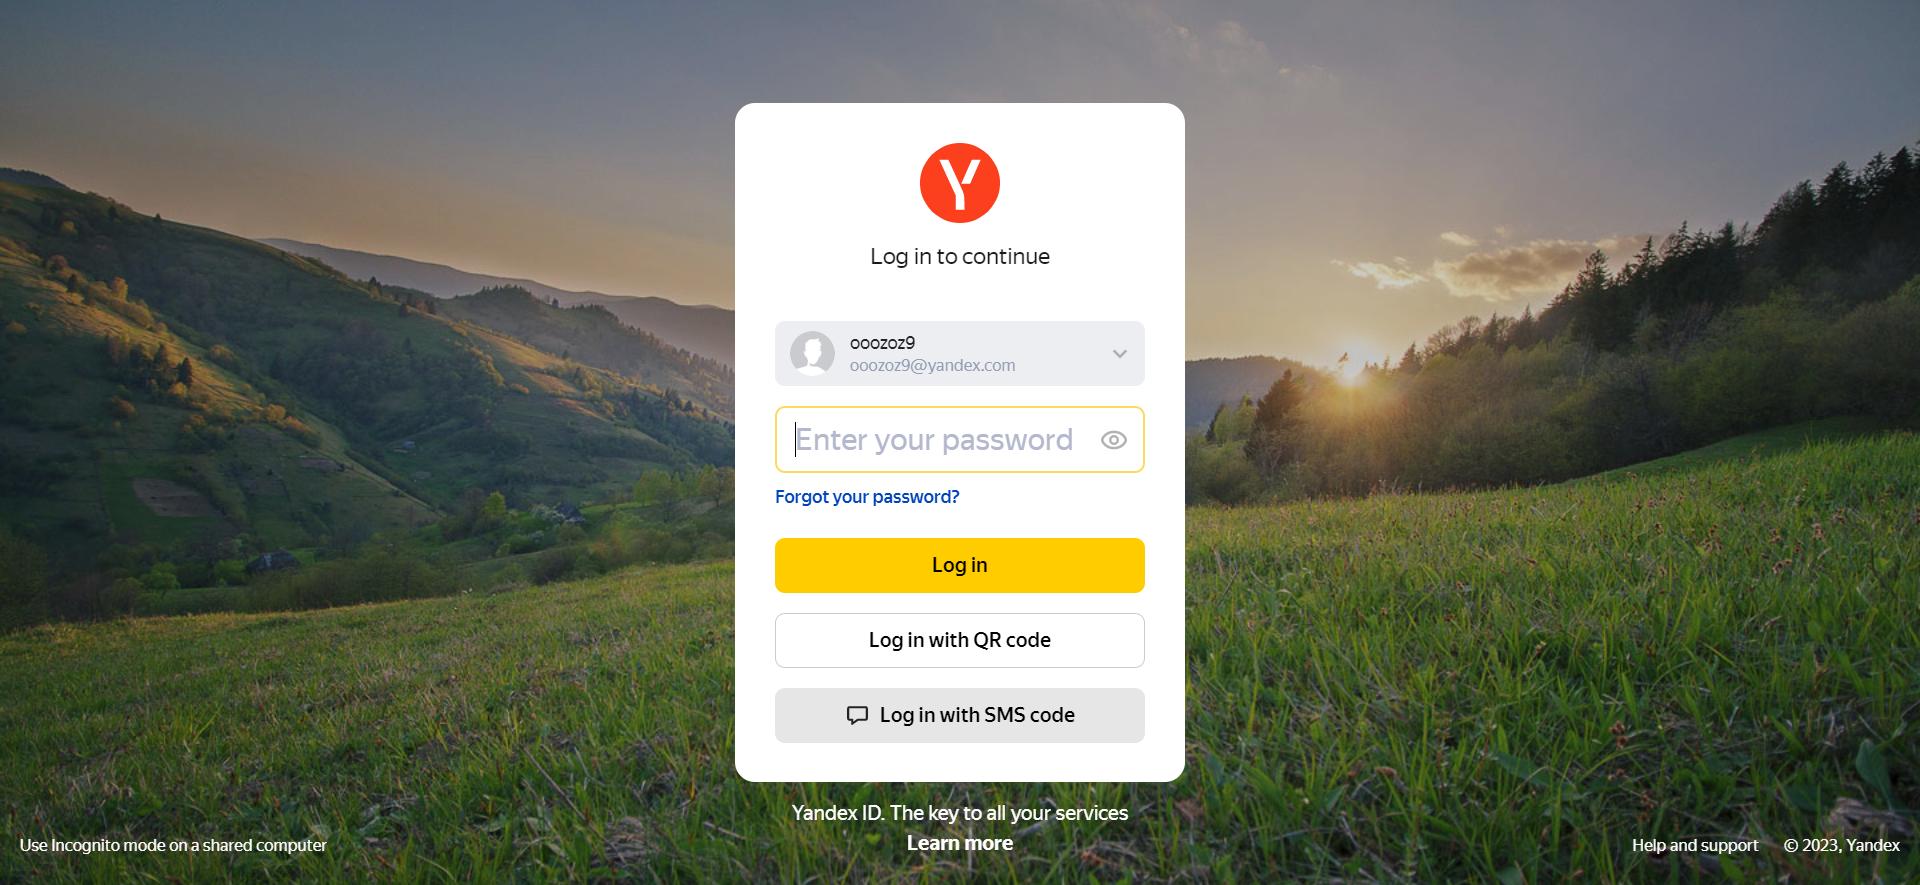 Log in to continue
ooozoz9
ooozoz9@yandex.com
Enter your password
Forgot your password?
Log in
Log in with QR code
Log in with SMS code
Yandex ID. The key to all your services
Learn more
Use Incognito mode on a shared computer
Help and support
© 2023, Yandex